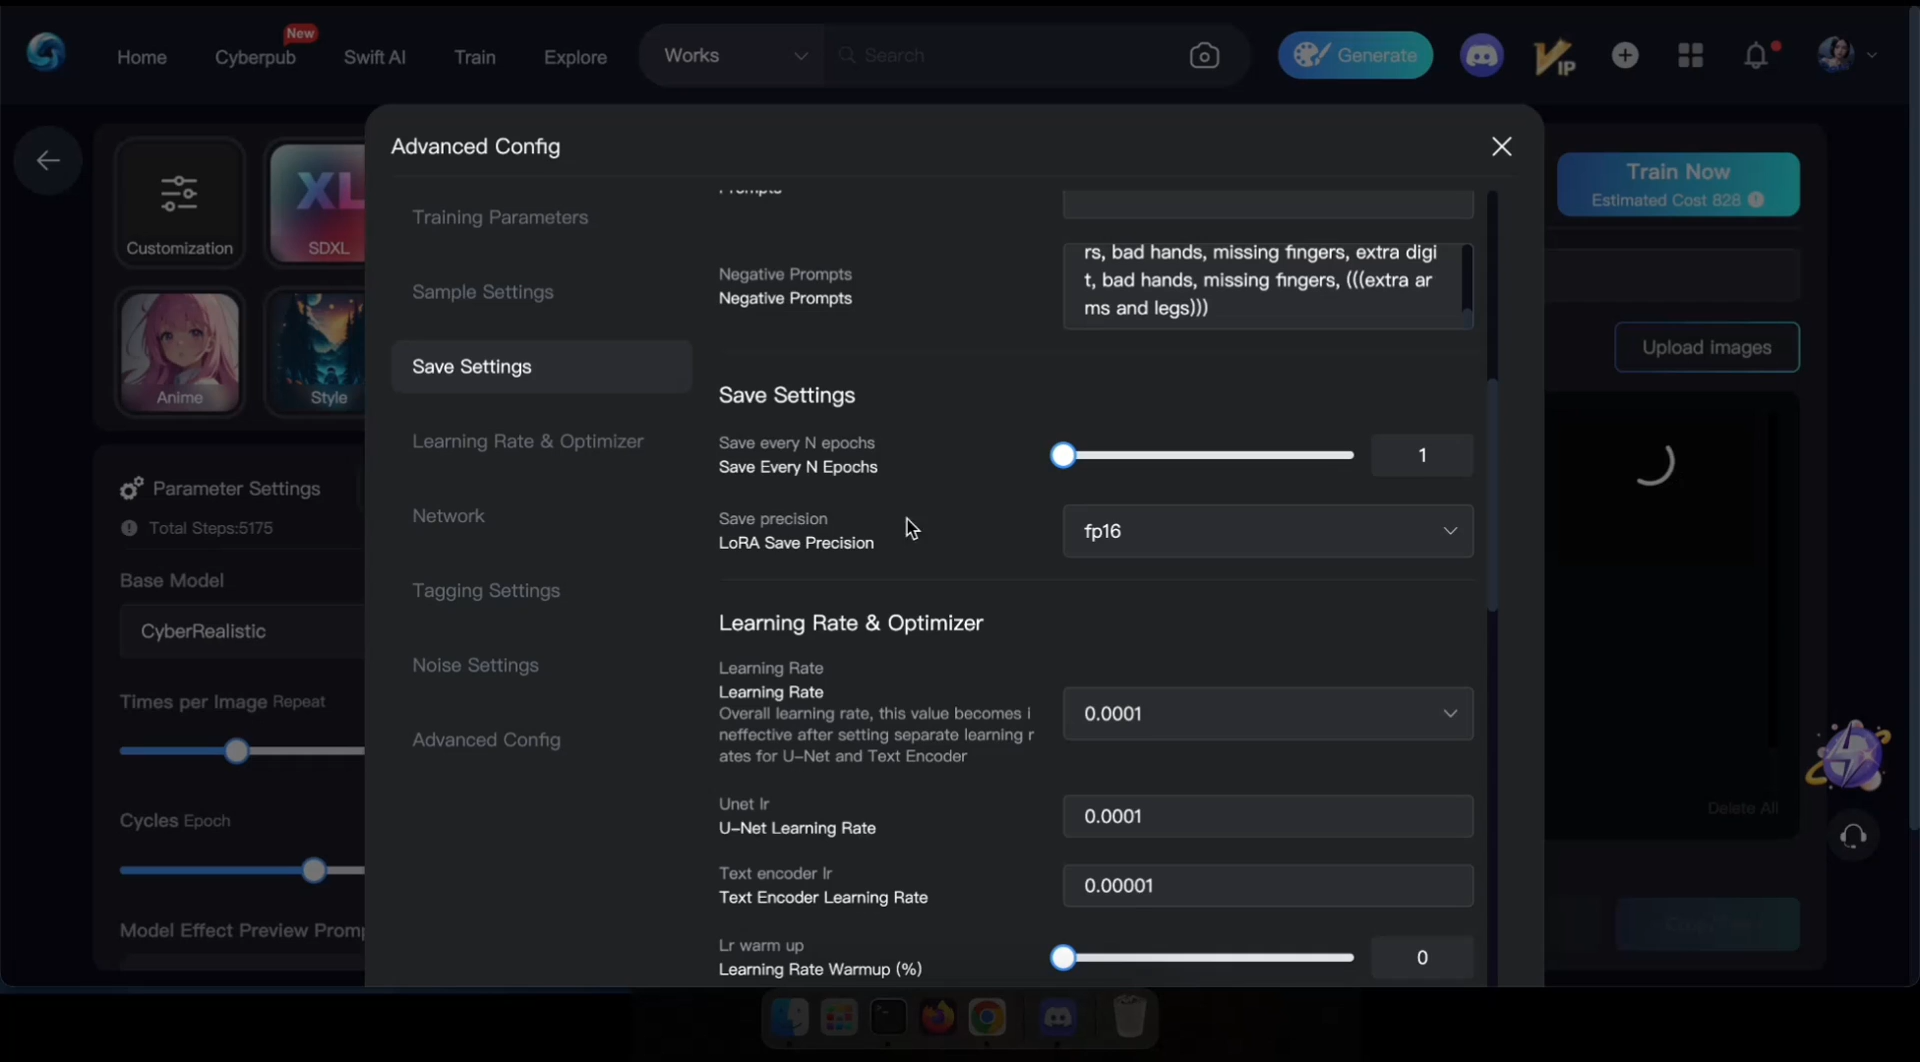 New
Home
Cyberpub
Swift AI
Train
Explore
Works
Search
Generate
VIP
Advanced Config
Train Now
Estimated Cost 828
Customization
XL
SDXL
Anime
Style
Training Parameters
Sample Settings
Save Settings
Learning Rate & Optimizer
Network
Tagging Settings
Noise Settings
Advanced Config
Prompts
Negative Prompts
Negative Prompts
rs, bad hands, missing fingers, extra digi
t, bad hands, missing fingers, (((extra ar
ms and legs)))
Upload images
Save Settings
Save every N epochs
Save Every N Epochs
1
Save precision
LoRA Save Precision
fp16
Learning Rate & Optimizer
Learning Rate
Learning Rate
Overall learning rate, this value becomes i
neffective after setting separate learning r
ates for U-Net and Text Encoder
0.0001
Unet lr
U-Net Learning Rate
0.0001
Text encoder lr
Text Encoder Learning Rate
0.00001
Lr warm up
Learning Rate Warmup (%)
0
Parameter Settings
Total Steps:5175
Base Model
CyberRealistic
Times per Image Repeat
Cycles Epoch
Model Effect Preview Promp
Delete All